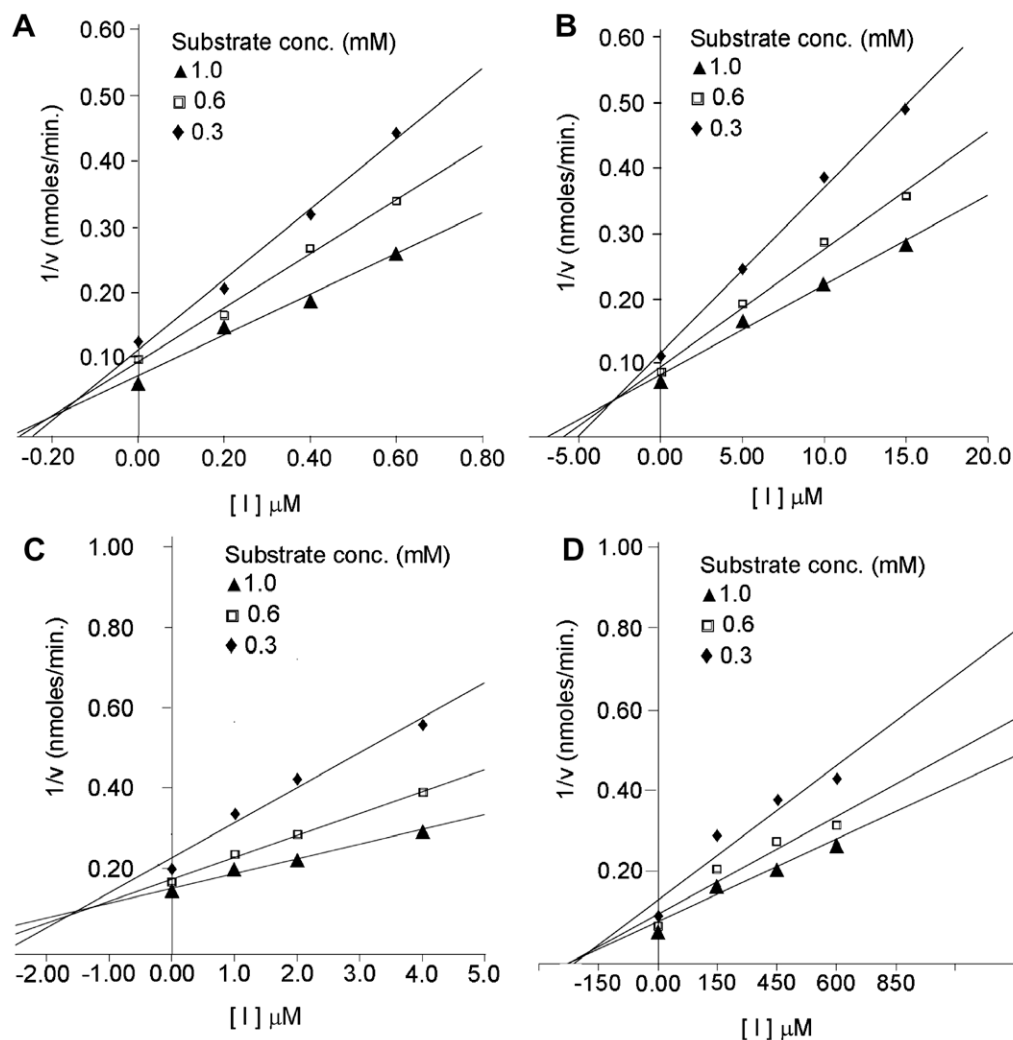 A
Substrate conc. (mM)
▲ 1.0
□ 0.6
◆ 0.3
1/v (nmoles/min.)
0.60
0.50
0.40
0.30
0.20
0.10
-0.20 0.00 0.20 0.40 0.60 0.80
[ I ] μM
B
Substrate conc. (mM)
▲ 1.0
□ 0.6
◆ 0.3
1/v (nmoles/min.)
0.60
0.50
0.40
0.30
0.20
0.10
-5.00 0.00 5.00 10.0 15.0 20.0
[ I ] μM
C
Substrate conc. (mM)
▲ 1.0
□ 0.6
◆ 0.3
1/v (nmoles/min.)
1.00
0.80
0.60
0.40
0.20
-2.00 -1.00 0.00 1.0 2.0 3.0 4.0 5.0
[ I ] μM
D
Substrate conc. (mM)
▲ 1.0
□ 0.6
◆ 0.3
1/v (nmoles/min.)
1.00
0.80
0.60
0.40
0.20
-150 0.00 150 450 600 850
[ I ] μM